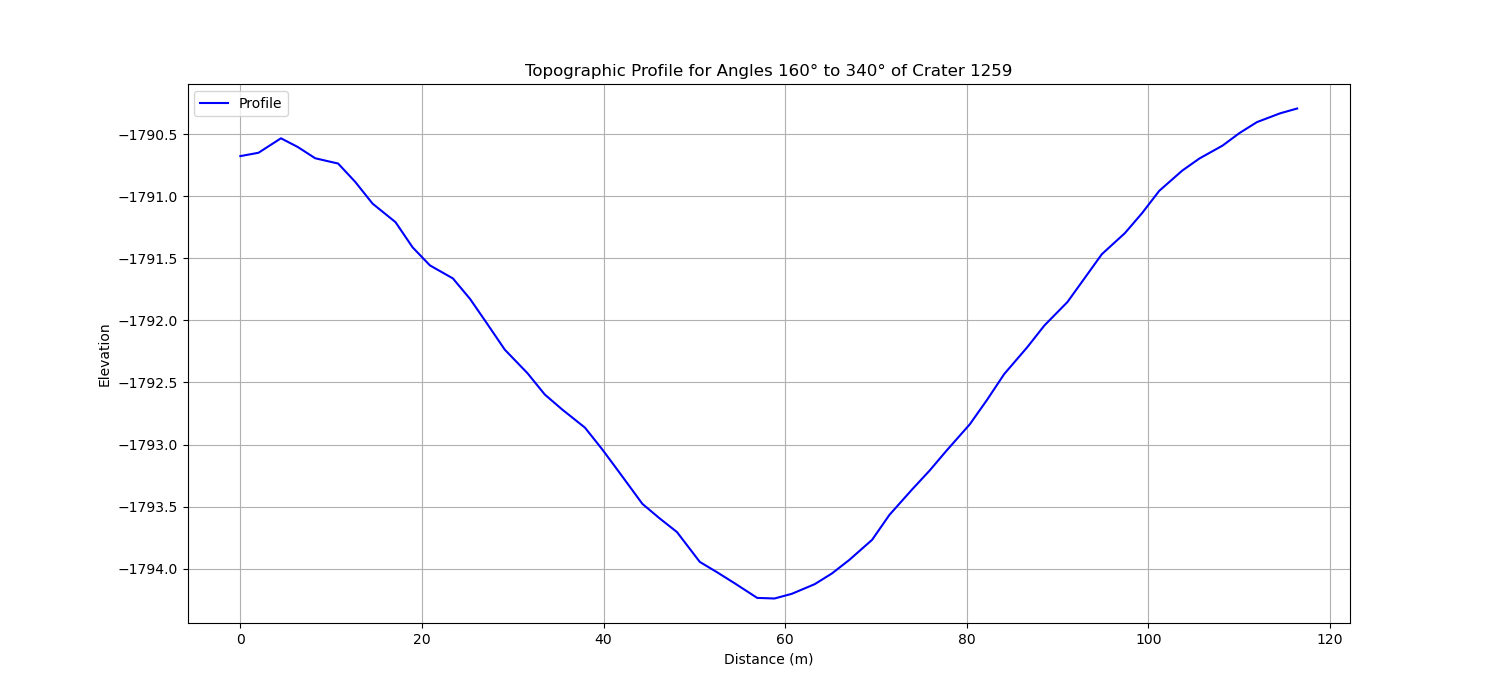 Topographic Profile for Angles 160° to 340° of Crater 1259
Profile
−1790.5
−1791.0
−1791.5
−1792.0
−1792.5
−1793.0
−1793.5
−1794.0
Elevation
0 20 40 60 80 100 120
Distance (m)